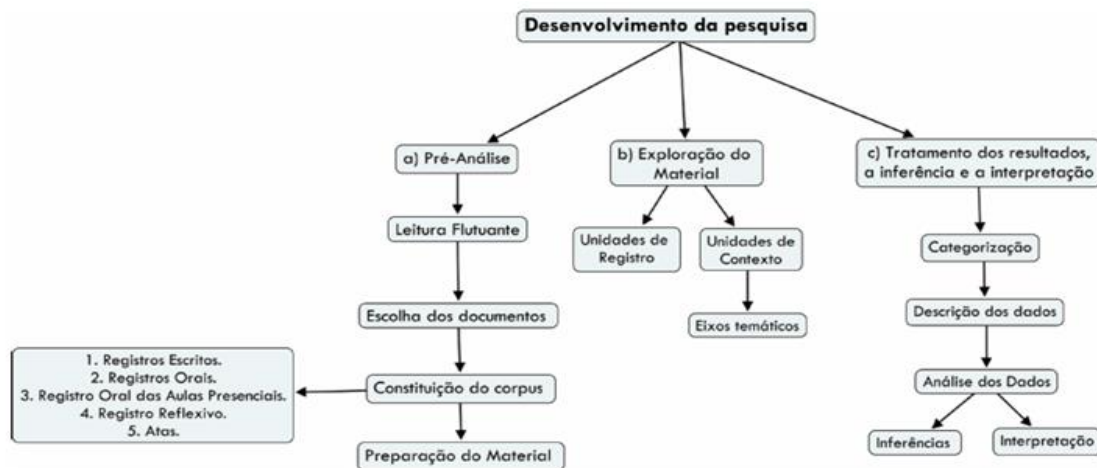 Desenvolvimento da pesquisa
a) Pré-Análise
Leitura Flutuante
Escolha dos documentos
Constituição do corpus
1. Registros Escritos.
2. Registros Orais.
3. Registro Oral das Aulas Presenciais.
4. Registro Reflexivo.
5. Atas.
Preparação do Material
b) Exploração do
Material
Unidades de
Registro
Unidades de
Contexto
Eixos temáticos
c) Tratamento dos resultados,
a inferência e a interpretação
Categorização
Descrição dos dados
Análise dos Dados
Inferências
Interpretação